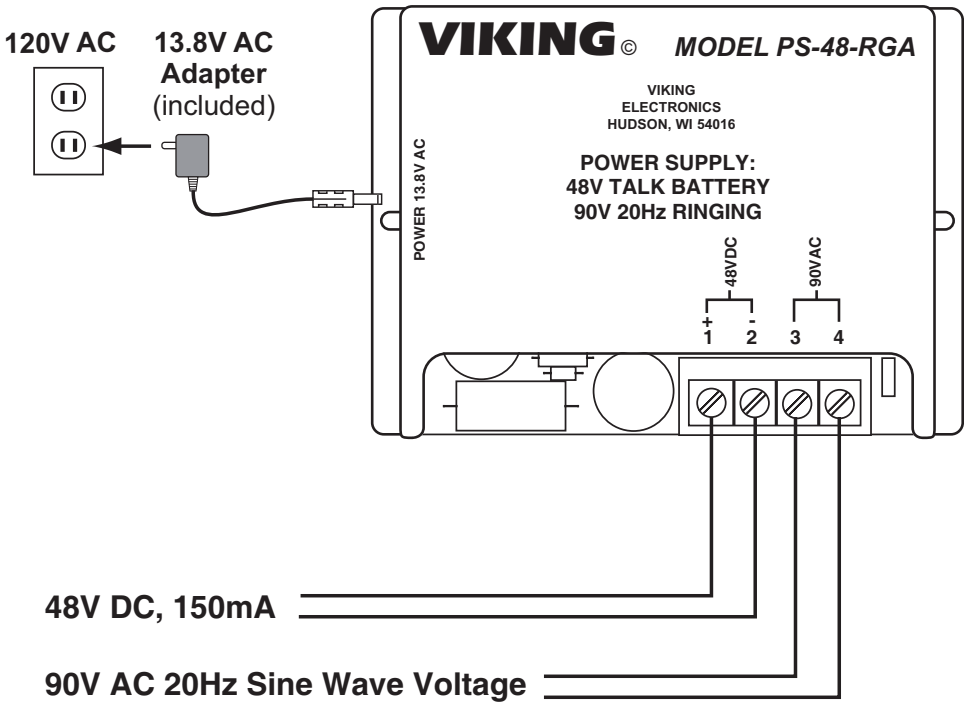 120V AC
13.8V AC
Adapter
(included)
VIKING© MODEL PS-48-RGA
VIKING
ELECTRONICS
HUDSON, WI 54016
POWER SUPPLY:
48V TALK BATTERY
90V 20Hz RINGING
POWER 13.8V AC
48VDC
90VAC
+ -
1 2 3 4
48V DC, 150mA
90V AC 20Hz Sine Wave Voltage